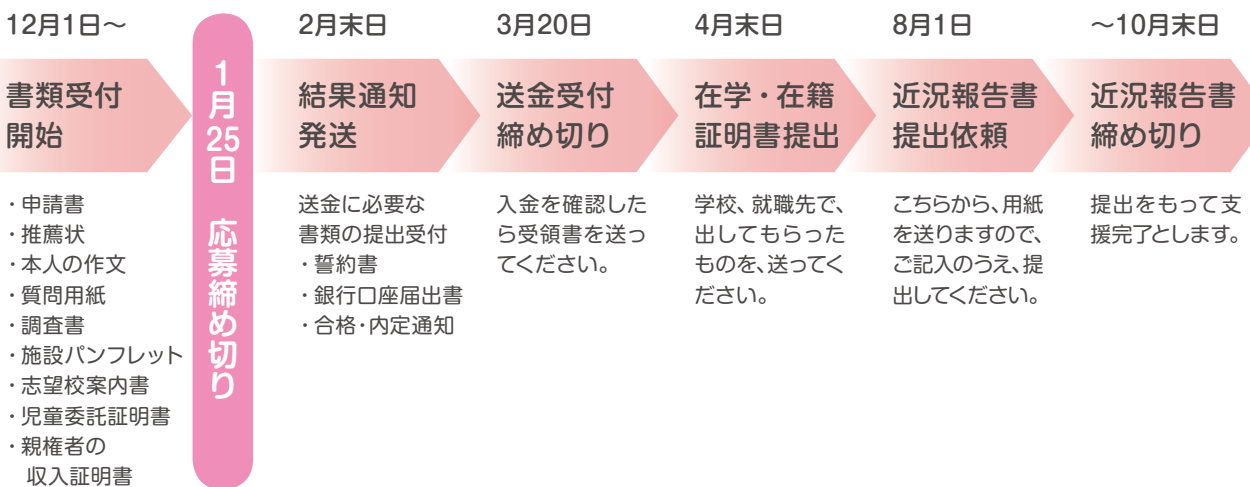 12月1日〜
書類受付
開始
・申請書
・推薦状
・本人の作文
・質問用紙
・調査書
・施設パンフレット
・志望校案内書
・児童委託証明書
・親権者の
収入証明書
1月25日 応募締め切り
2月末日
結果通知
発送
送金に必要な
書類の提出受付
・誓約書
・銀行口座届出書
・合格・内定通知
3月20日
送金受付
締め切り
入金を確認した
ら受領書を送っ
てください。
4月末日
在学・在籍
証明書提出
学校、就職先で、
出してもらった
ものを、送ってく
ださい。
8月1日
近況報告書
提出依頼
こちらから、用紙
を送りますので、
ご記入のうえ、提
出してください。
〜10月末日
近況報告書
締め切り
提出をもって支
援完了とします。